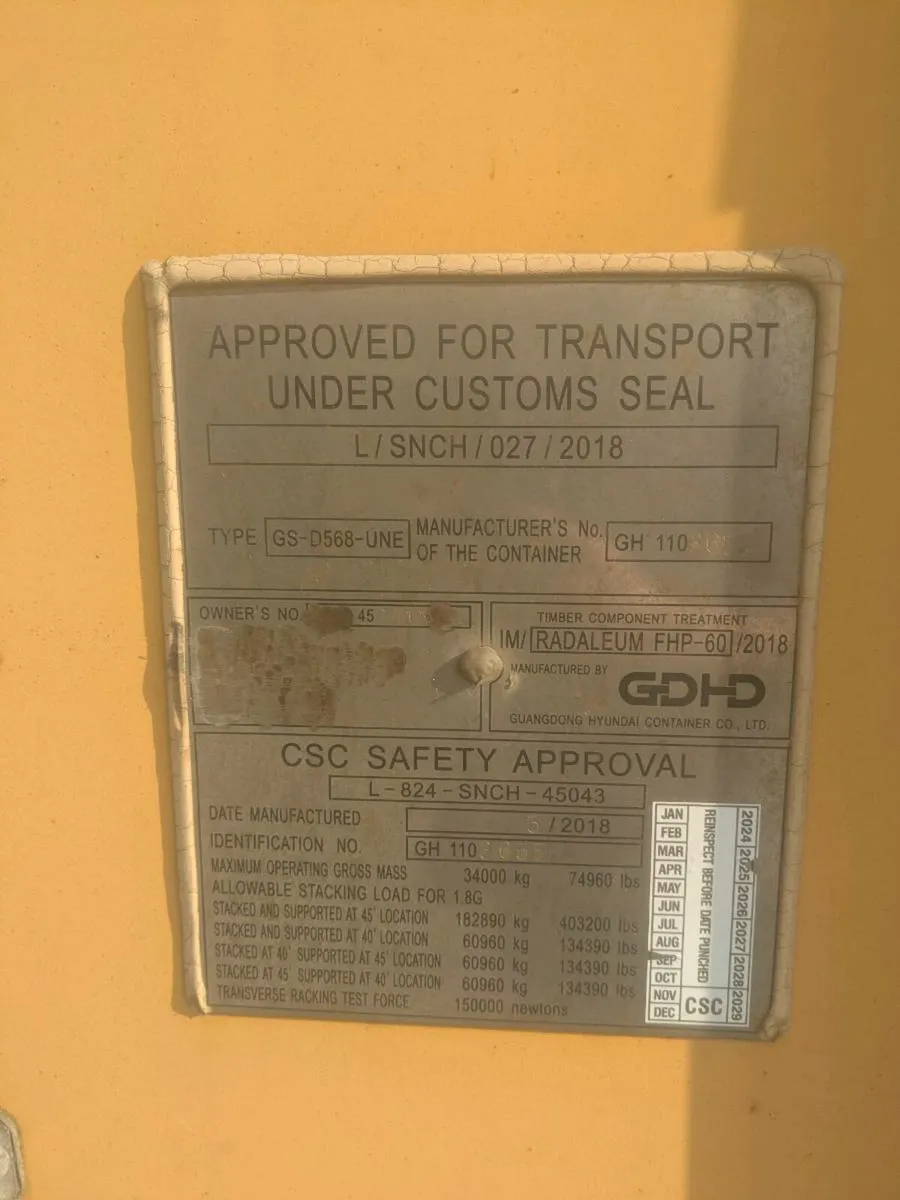 APPROVED FOR TRANSPORT
UNDER CUSTOMS SEAL
L/SNCH/027/2018
TYPE GS-D568-UNE MANUFACTURER'S No. OF THE CONTAINER GH 110
OWNER'S NO. 45
TIMBER COMPONENT TREATMENT
IM/ RADALEUM FHP-60 /2018
MANUFACTURED BY GDHD
GUANGDONG HYUNDAI CONTAINER CO., LTD.
CSC SAFETY APPROVAL
L-824-SNCH-45043
DATE MANUFACTURED 5/2018
IDENTIFICATION NO. GH 110
MAXIMUM OPERATING GROSS MASS 34000 kg 74960 lbs
ALLOWABLE STACKING LOAD FOR 1.8G
STACKED AND SUPPORTED AT 45' LOCATION 182890 kg 403200 lbs
STACKED AND SUPPORTED AT 40' LOCATION 60960 kg 134390 lbs
STACKED AT 40' SUPPORTED AT 45' LOCATION 60960 kg 134390 lbs
STACKED AT 45' SUPPORTED AT 40' LOCATION 60960 kg 134390 lbs
TRANSVERSE RACKING TEST FORCE 150000 newtons
JAN
FEB
MAR
APR
MAY
JUN
JUL
AUG
SEP
OCT
NOV
DEC
REINSPECT BEFORE DATE PUNCHED
CSC
2024 2025 2026 2027 2028 2029